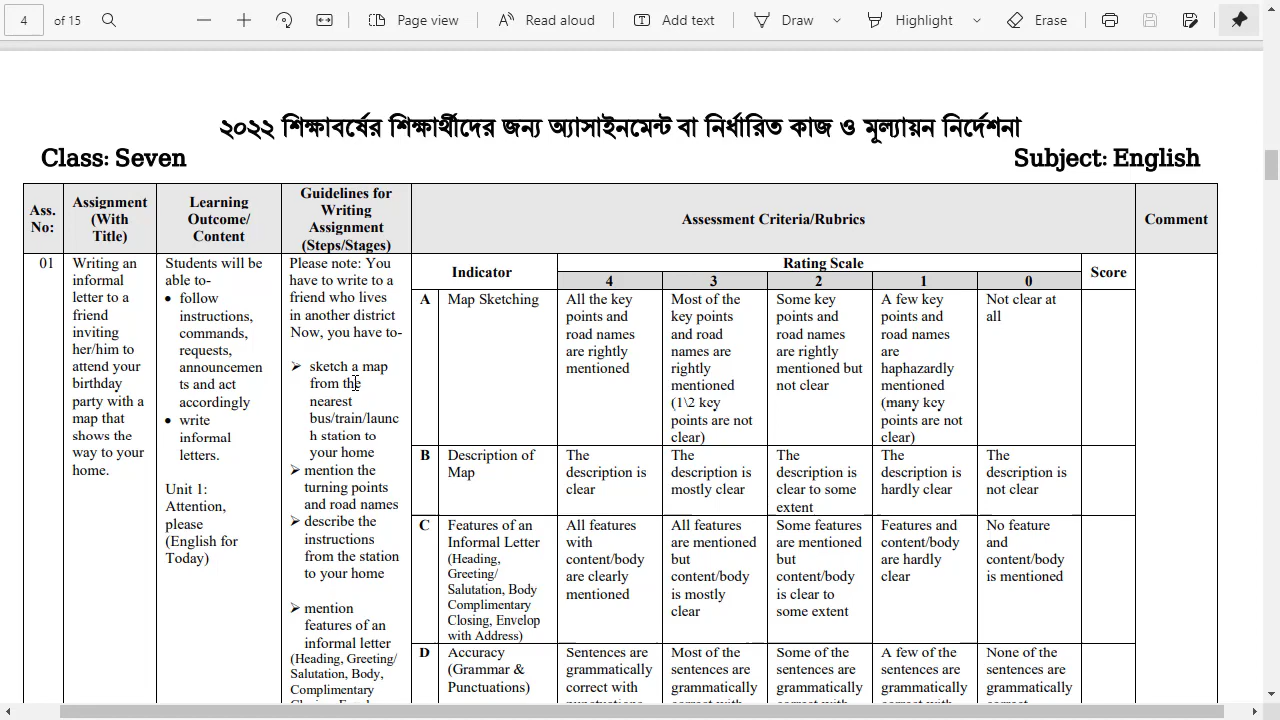 4 of 15 Page view Read aloud Add text Draw Highlight Erase
২০২২ শিক্ষাবর্ষের শিক্ষার্থীদের জন্য অ্যাসাইনমেন্ট বা নির্ধারিত কাজ ও মূল্যায়ন নির্দেশনা
Class: Seven
Subject: English
Ass.
No:
Assignment
(With
Title)
Learning
Outcome/
Content
Guidelines for
Writing
Assignment
(Steps/Stages)
Assessment Criteria/Rubrics
Comment
01
Writing an
informal
letter to a
friend
inviting
her/him to
attend your
birthday
party with a
map that
shows the
way to your
home.
Students will be
able to-
• follow
instructions,
commands,
requests,
announcemen
ts and act
accordingly
• write
informal
letters.
Unit 1:
Attention,
please
(English for
Today)
Please note: You
have to write to a
friend who lives
in another district
Now, you have to-
➢ sketch a map
from the
nearest
bus/train/launc
h station to
your home
➢ mention the
turning points
and road names
➢ describe the
instructions
from the station
to your home
➢ mention
features of an
informal letter
(Heading, Greeting/
Salutation, Body,
Complimentary
Indicator
Rating Scale
Score
4 3 2 1 0
A
Map Sketching
All the key
points and
road names
are rightly
mentioned
Most of the
key points
and road
names are
rightly
mentioned
(1\2 key
points are not
clear)
Some key
points and
road names
are rightly
mentioned but
not clear
A few key
points and
road names
are
haphazardly
mentioned
(many key
points are not
clear)
Not clear at
all
B
Description of
Map
The
description is
clear
The
description is
mostly clear
The
description is
clear to some
extent
The
description is
hardly clear
The
description is
not clear
C
Features of an
Informal Letter
(Heading,
Greeting/
Salutation, Body
Complimentary
Closing, Envelop
with Address)
All features
with
content/body
are clearly
mentioned
All features
are mentioned
but
content/body
is mostly
clear
Some features
are mentioned
but
content/body
is clear to
some extent
Features and
content/body
are hardly
clear
No feature
and
content/body
is mentioned
D
Accuracy
(Grammar &
Punctuations)
Sentences are
grammatically
correct with
Most of the
sentences are
grammatically
Some of the
sentences are
grammatically
A few of the
sentences are
grammatically
None of the
sentences are
grammatically